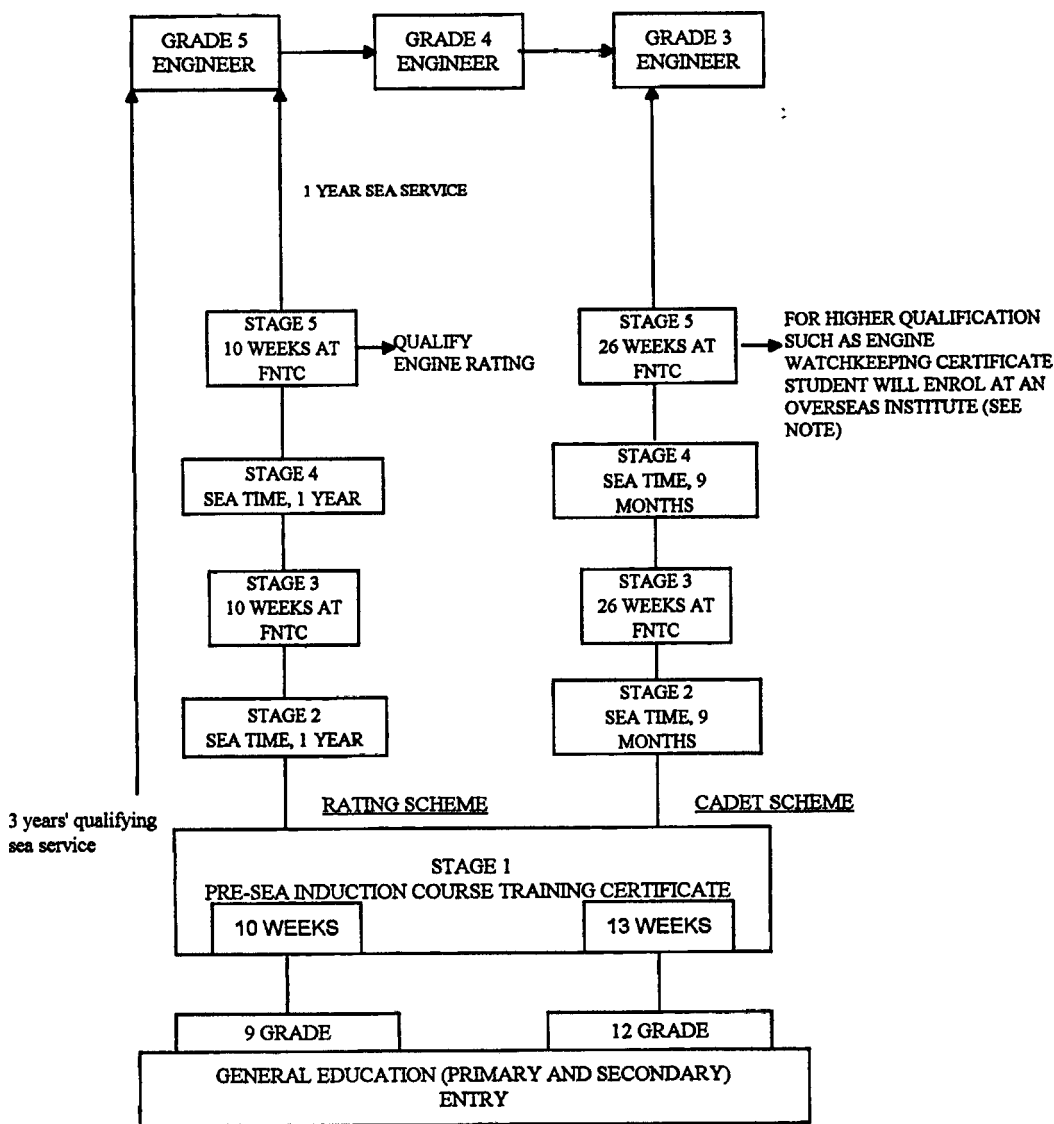 GRADE 5
ENGINEER
GRADE 4
ENGINEER
GRADE 3
ENGINEER
1 YEAR SEA SERVICE
STAGE 5
10 WEEKS AT
FNTC
QUALIFY
ENGINE RATING
STAGE 5
26 WEEKS AT
FNTC
FOR HIGHER QUALIFICATION
SUCH AS ENGINE
WATCHKEEPING CERTIFICATE
STUDENT WILL ENROL AT AN
OVERSEAS INSTITUTE (SEE
NOTE)
STAGE 4
SEA TIME, 1 YEAR
STAGE 4
SEA TIME, 9
MONTHS
STAGE 3
10 WEEKS AT
FNTC
STAGE 3
26 WEEKS AT
FNTC
STAGE 2
SEA TIME, 1 YEAR
STAGE 2
SEA TIME, 9
MONTHS
3 years' qualifying
sea service
RATING SCHEME
CADET SCHEME
STAGE 1
PRE-SEA INDUCTION COURSE TRAINING CERTIFICATE
10 WEEKS
13 WEEKS
9 GRADE
12 GRADE
GENERAL EDUCATION (PRIMARY AND SECONDARY)
ENTRY